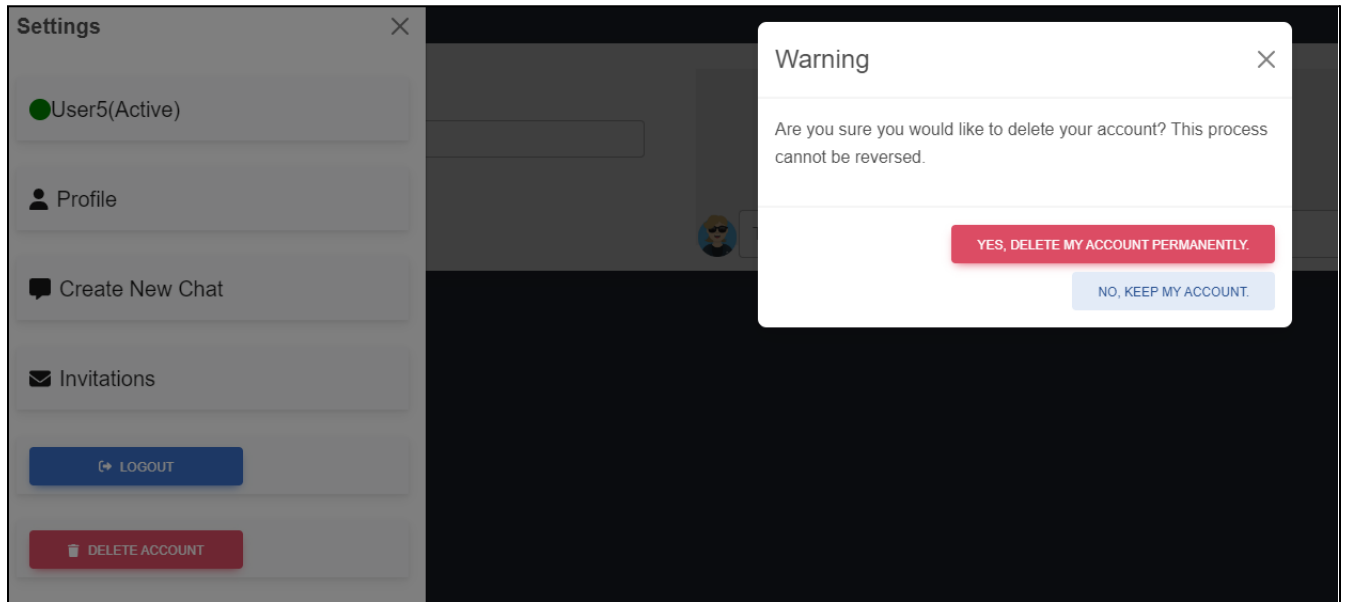 Settings
User5(Active)
Profile
Create New Chat
Invitations
LOGOUT
DELETE ACCOUNT
Warning
Are you sure you would like to delete your account? This process
cannot be reversed.
YES, DELETE MY ACCOUNT PERMANENTLY.
NO, KEEP MY ACCOUNT.